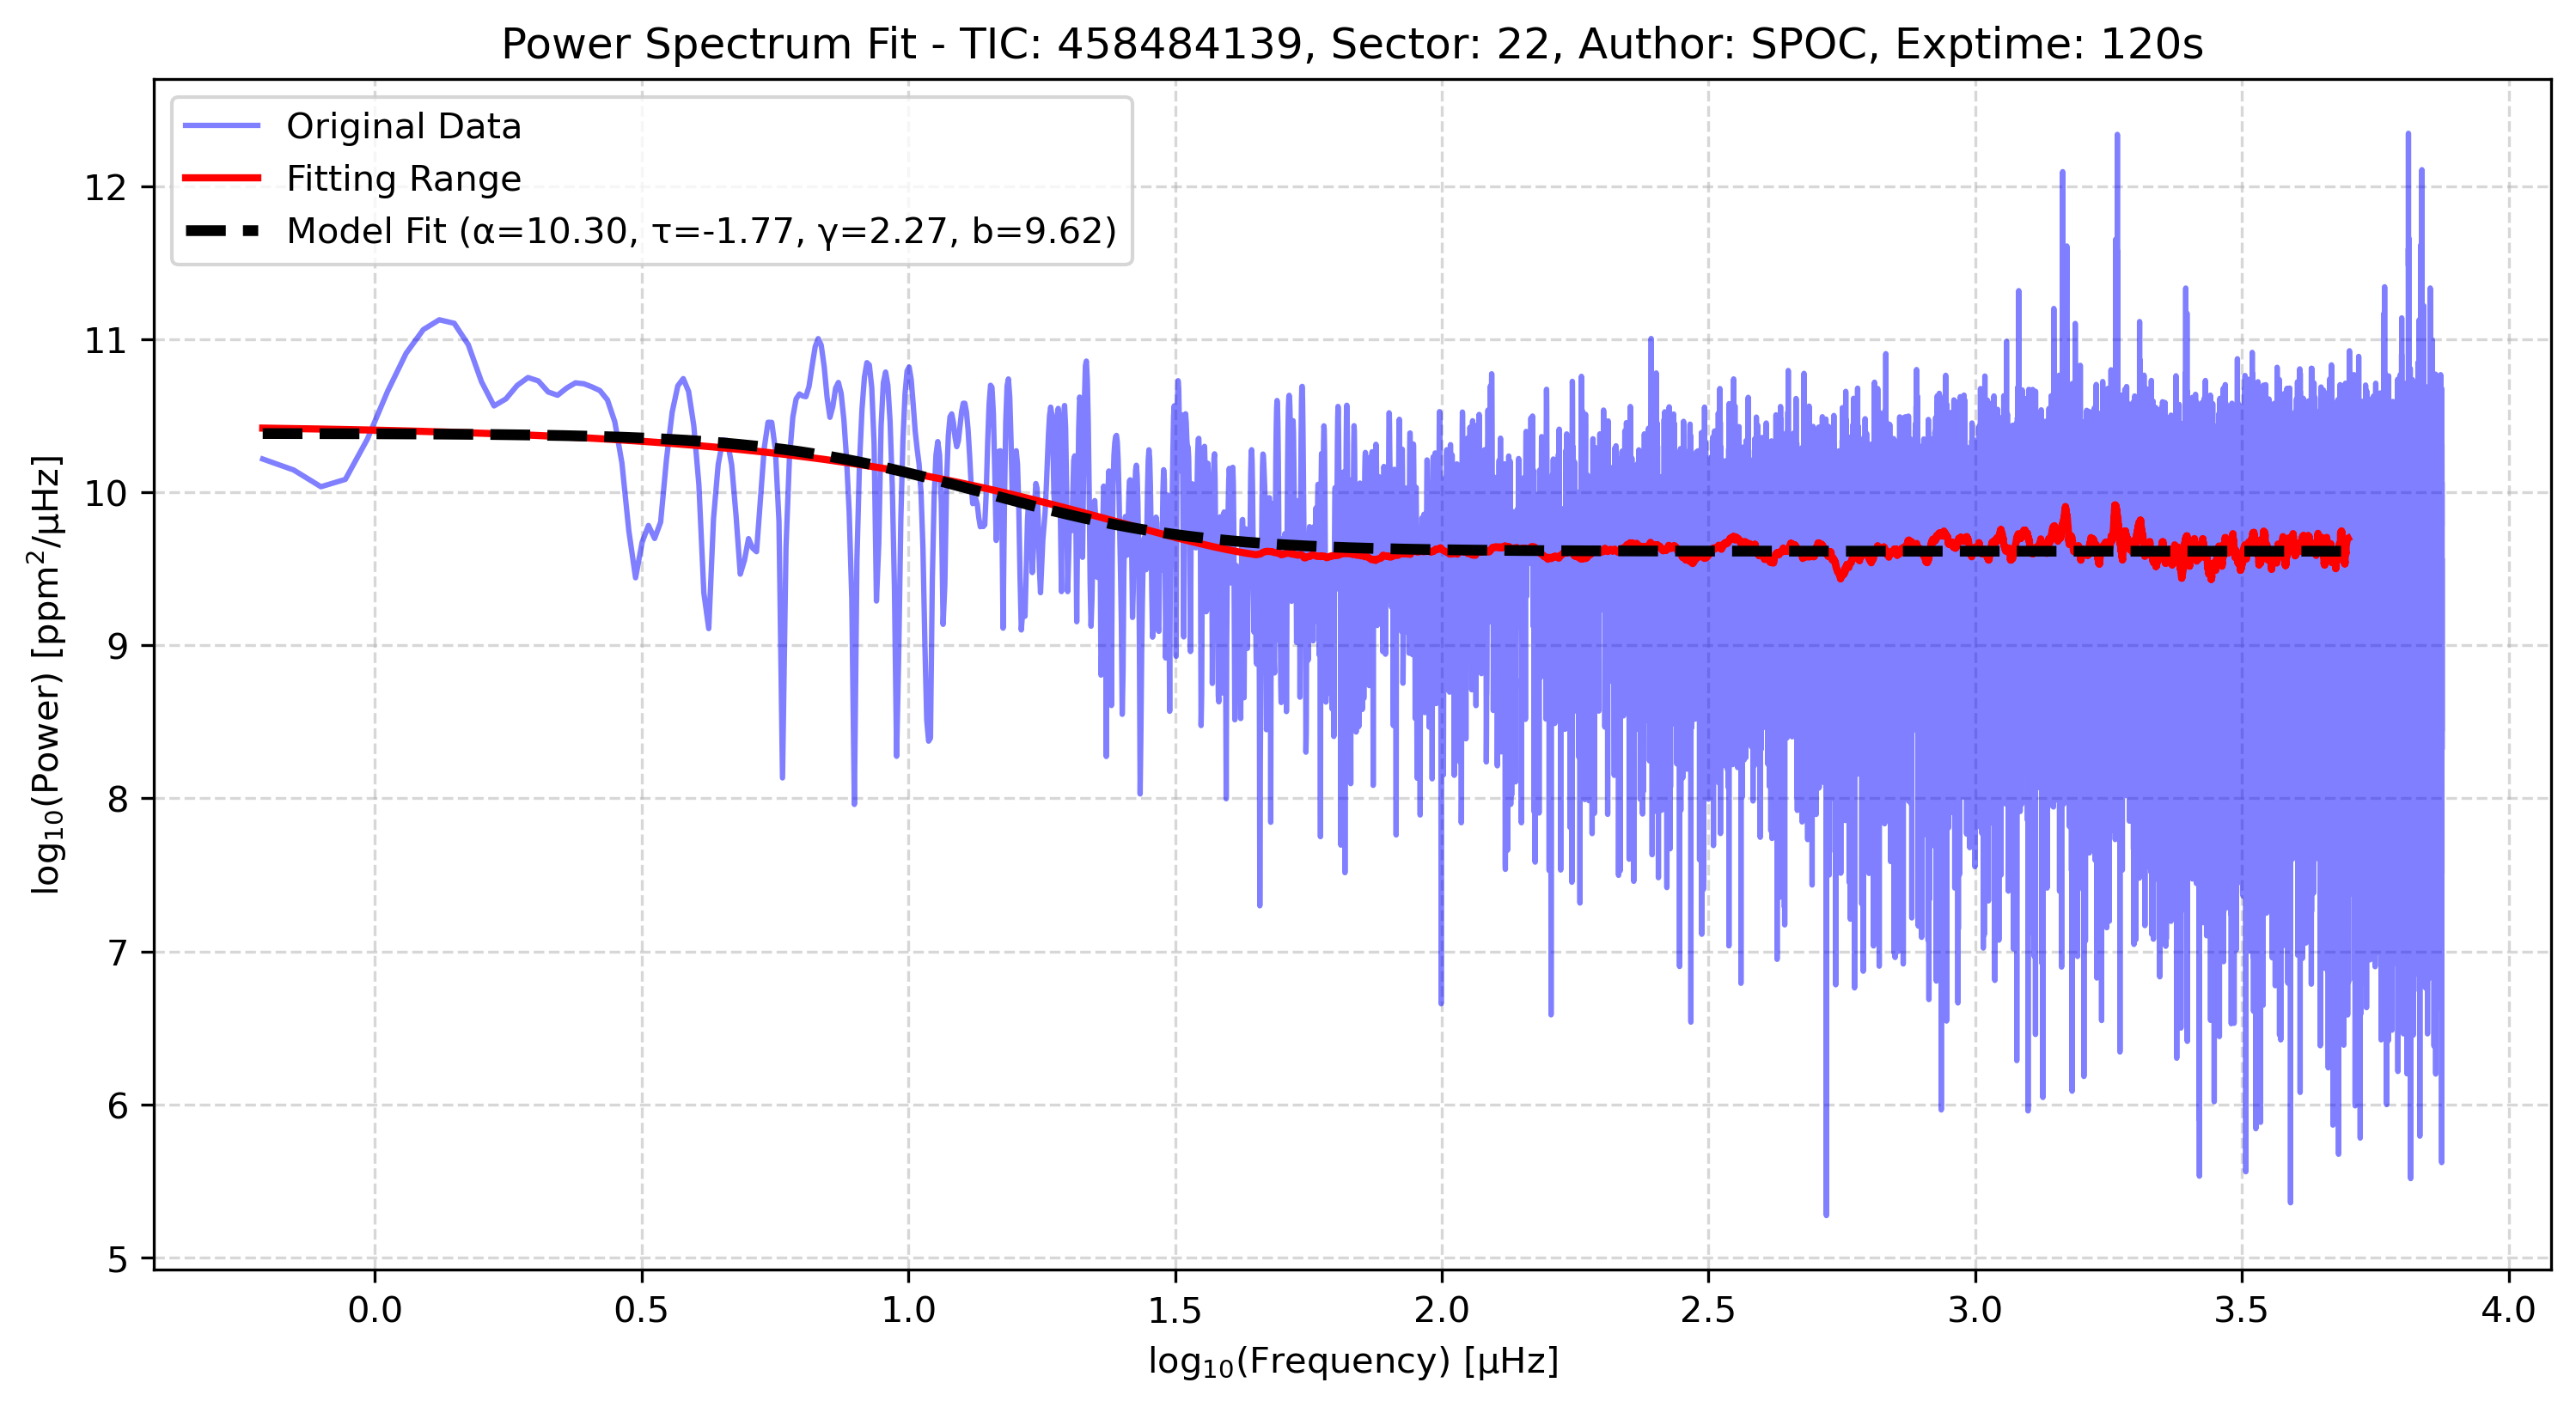 Power Spectrum Fit - TIC: 458484139, Sector: 22, Author: SPOC, Exptime: 120s
Original Data
Fitting Range
Model Fit (α=10.30, τ=-1.77, γ=2.27, b=9.62)
log₁₀(Power) [ppm²/μHz]
12
11
10
9
8
7
6
5
0.0 0.5 1.0 1.5 2.0 2.5 3.0 3.5 4.0
log₁₀(Frequency) [μHz]